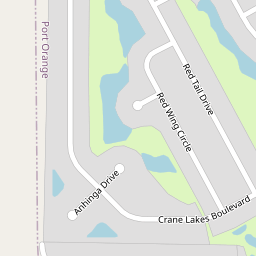 Port Orange
Red Tail Drive
Red Wing Circle
Anhinga Drive
Crane Lakes Boulevard